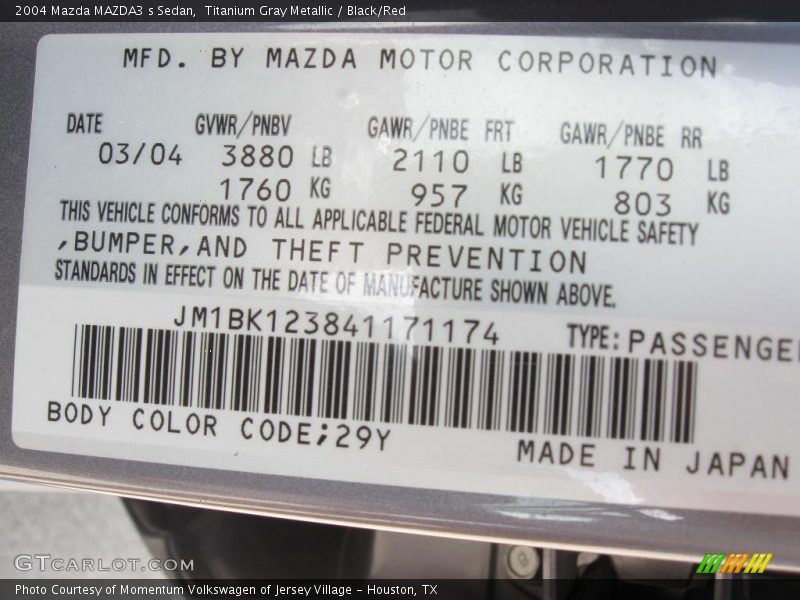 2004 Mazda MAZDA3 s Sedan, Titanium Gray Metallic / Black/Red
MFD. BY MAZDA MOTOR CORPORATION
DATE GVWR/PNBV GAWR/PNBE FRT GAWR/PNBE RR
03/04 3880 LB 2110 LB 1770 LB
1760 KG 957 KG 803 KG
THIS VEHICLE CONFORMS TO ALL APPLICABLE FEDERAL MOTOR VEHICLE SAFETY
,BUMPER,AND THEFT PREVENTION
STANDARDS IN EFFECT ON THE DATE OF MANUFACTURE SHOWN ABOVE.
JM1BK123841171174 TYPE:PASSENGE
BODY COLOR CODE;29Y
MADE IN JAPAN
GTCARLOT.COM
Photo Courtesy of Momentum Volkswagen of Jersey Village - Houston, TX